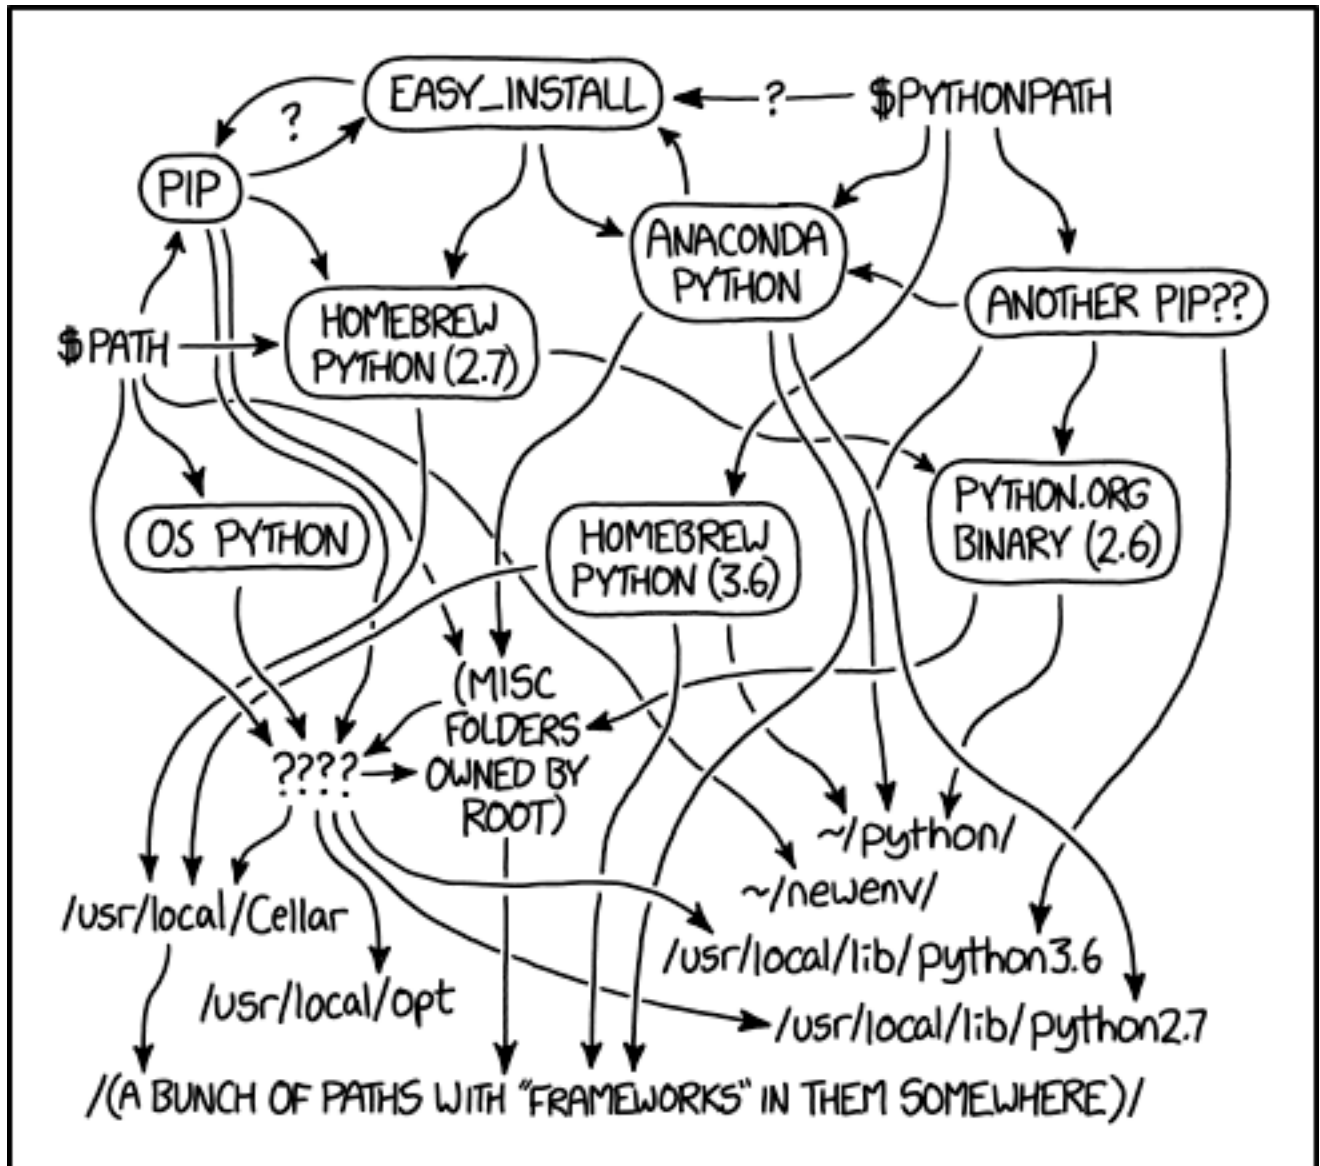 EASY_INSTALL
?
$PYTHONPATH
?
PIP
ANACONDA
PYTHON
ANOTHER PIP??
HOMEBREW
PYTHON (2.7)
$PATH
OS PYTHON
HOMEBREW
PYTHON (3.6)
PYTHON.ORG
BINARY (2.6)
(MISC
FOLDERS
OWNED BY
ROOT)
????
~/python/
~/newenv/
/usr/local/Cellar
/usr/local/lib/python3.6
/usr/local/opt
/usr/local/lib/python2.7
/(A BUNCH OF PATHS WITH "FRAMEWORKS" IN THEM SOMEWHERE)/